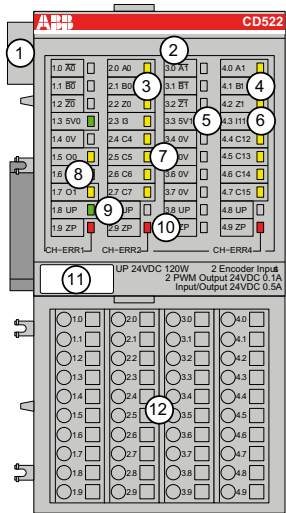 ABB CD522
1
2
1.0 A0 2.0 A0 3.0 A1 4.0 A1
1.1 B0 2.1 B0 3 3.1 B1 4.1 B1 4
1.2 Z0 2.2 Z0 3.2 Z1 4.2 Z1
1.3 5V0 2.3 I3 3.3 5V1 5 4.3 I11 6
1.4 0V 2.4 C4 3.4 0V 4.4 C12
1.5 O0 2.5 C5 7 3.5 0V 4.5 C13
1.6 8 2.6 C6 3.6 0V 4.6 C14
1.7 O1 2.7 C7 3.7 0V 4.7 C15
1.8 UP 9 UP 3.8 UP 4.8 UP
1.9 ZP 2.9 ZP 10 ZP 4.9 ZP
CH-ERR1 CH-ERR2 CH-ERR4
11 UP 24VDC 120W 2 Encoder Inputs
2 PWM Output 24VDC 0.1A
Input/Output 24VDC 0.5A
1.0 2.0 3.0 4.0
1.1 2.1 3.1 4.1
1.2 2.2 3.2 4.2
1.3 2.3 3.3 4.3
1.4 2.4 3.4 4.4
1.5 2.5 12 3.5 4.5
1.6 2.6 3.6 4.6
1.7 2.7 3.7 4.7
1.8 2.8 3.8 4.8
1.9 2.9 3.9 4.9